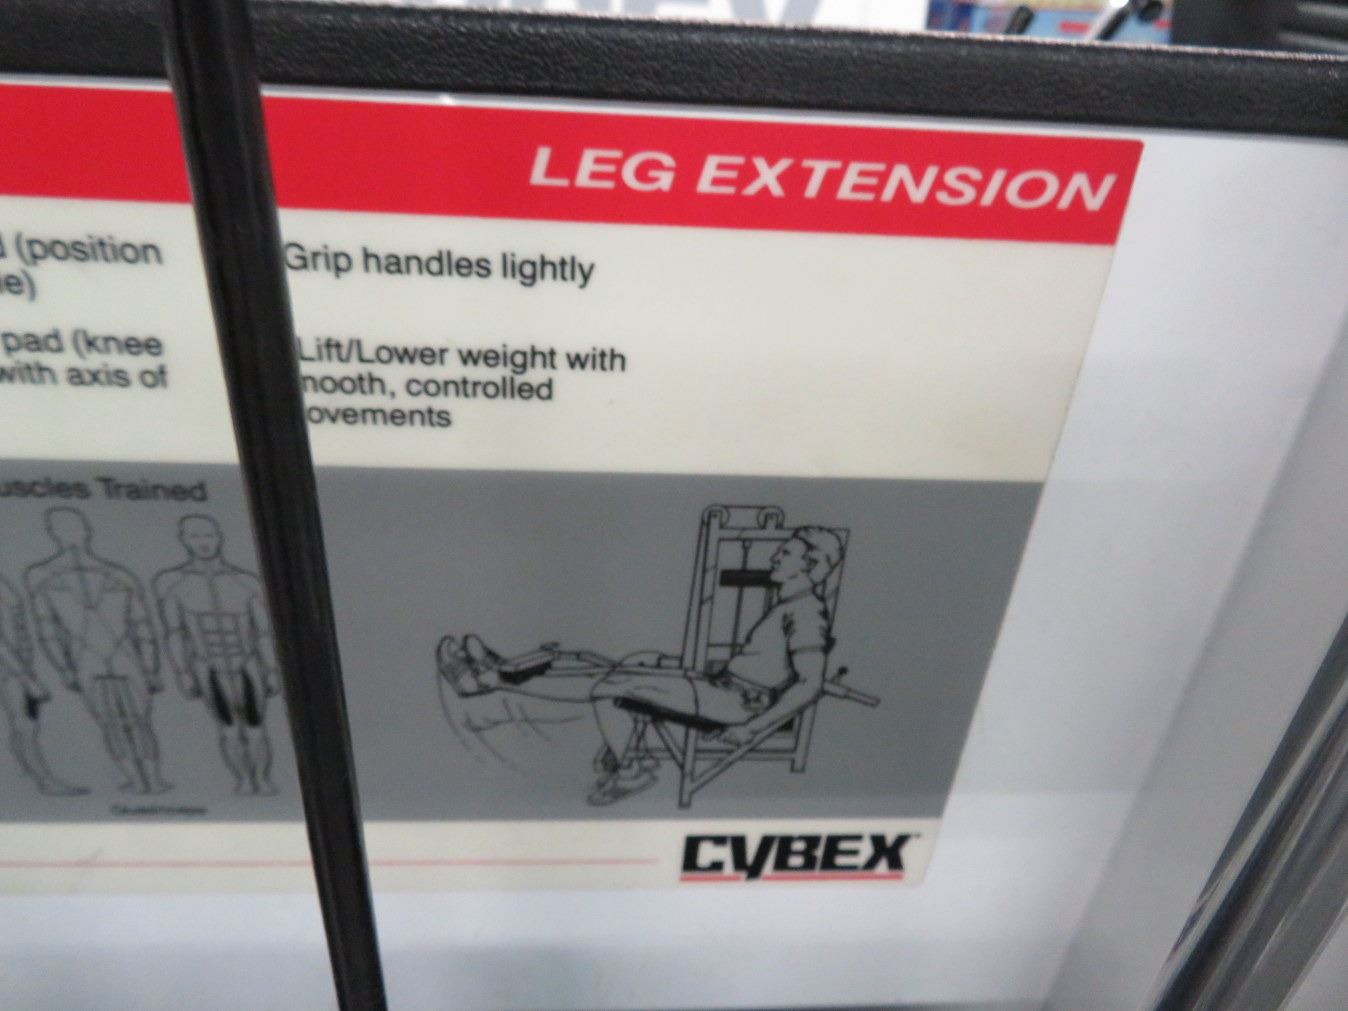 LEG EXTENSION
(position
Grip handles lightly
pad (knee
with axis of
Lift/Lower weight with
mooth, controlled
ovements
uscles Trained
CYBEX